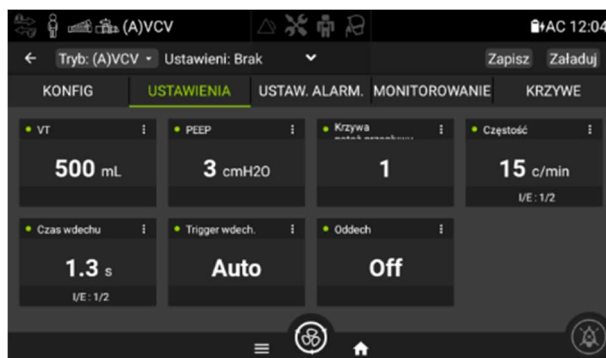 (A)VCV AC 12:04
Tryb: (A)VCV Ustawieni: Brak Zapisz Załaduj
KONFIG USTAWIENIA USTAW. ALARM. MONITOROWANIE KRZYWE
VT PEEP Krzywa Częstość
500 mL 3 cmH2O 1 15 c/min
I/E : 1/2
Czas wdechu Trigger wdech. Oddech
1.3 s Auto Off
I/E : 1/2